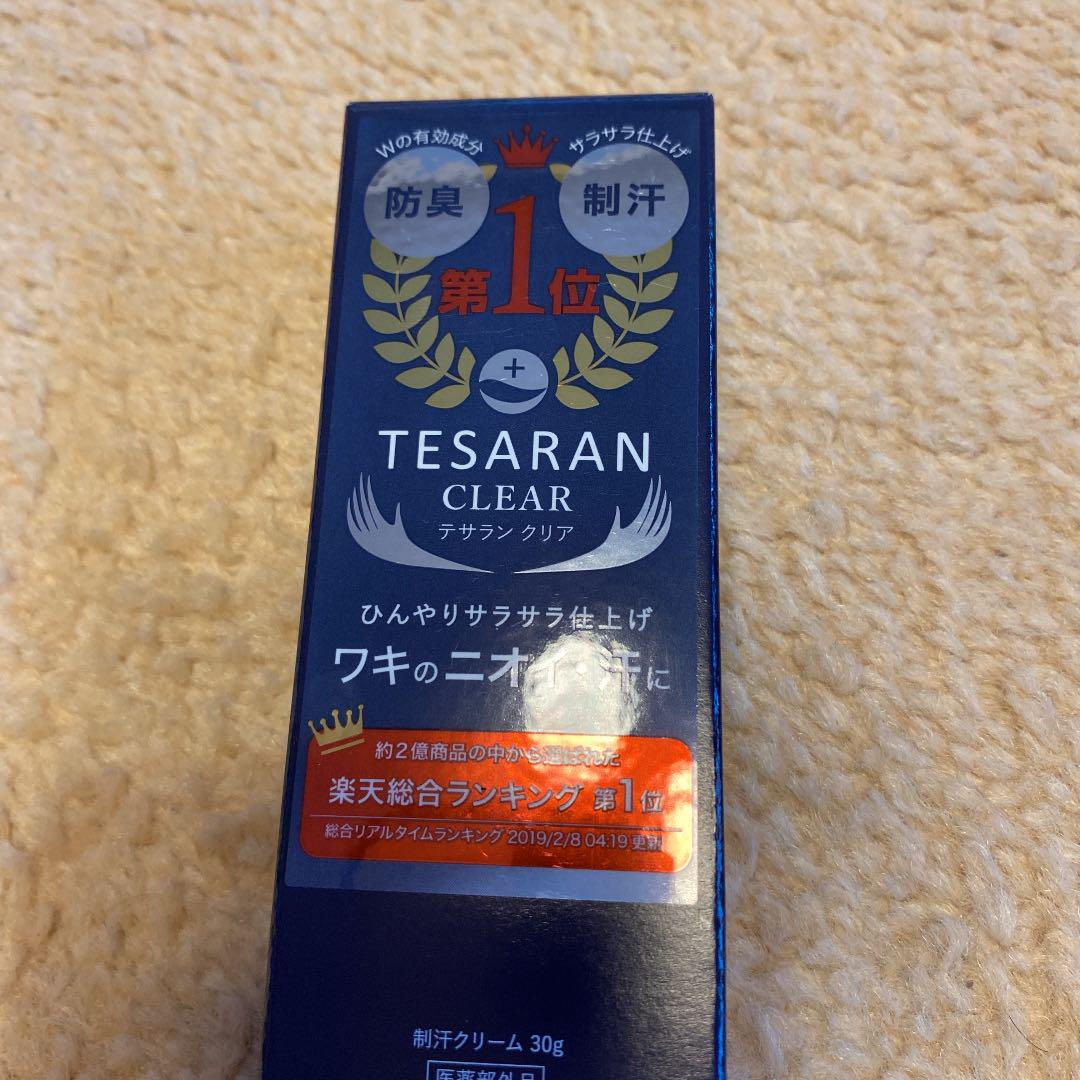 Wの有効成分
サラサラ仕上げ
防臭
制汗
第1位
TESARAN
CLEAR
テサラン クリア
ひんやりサラサラ仕上げ
ワキのニオイ・汗に
約2億商品の中から選ばれた
楽天総合ランキング 第1位
総合リアルタイムランキング 2019/2/8 04:19 更新
制汗クリーム 30g
医薬部外品